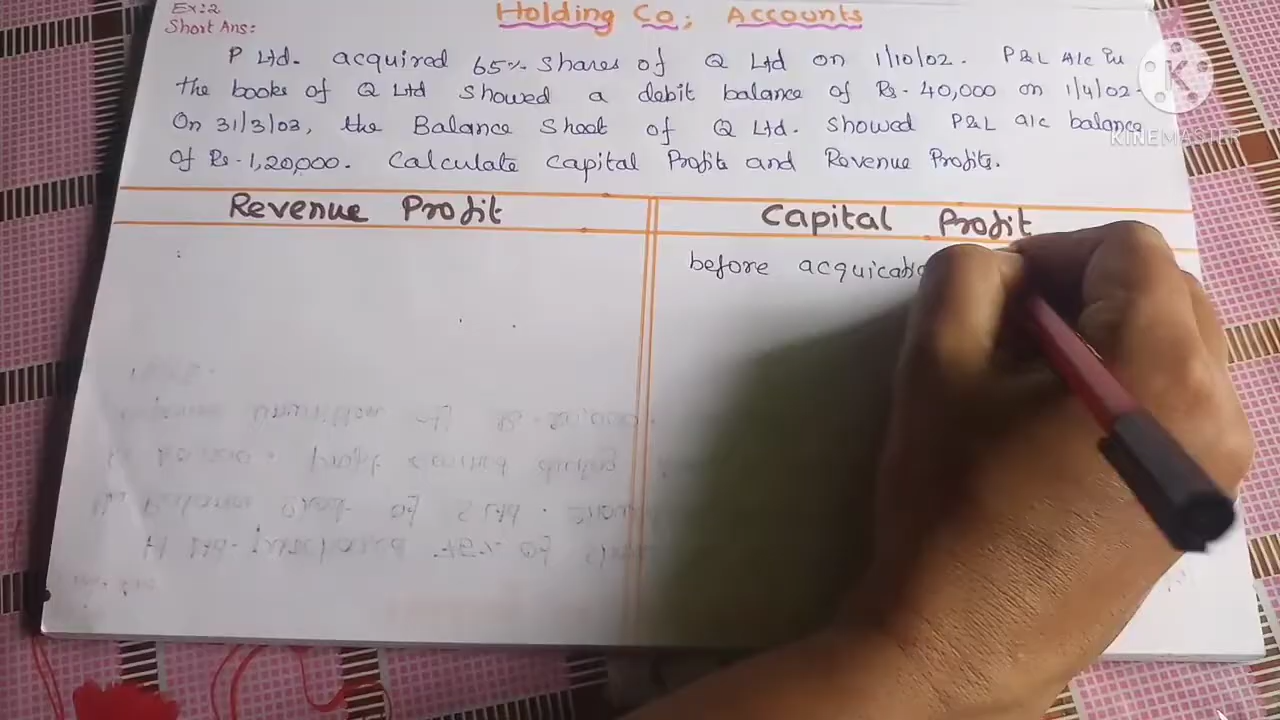 Ex:2
Holding Co; Accounts
Short Ans:
P Ltd. acquired 65% shares of Q Ltd on 1/10/02. P&L A/c in
the books of Q Ltd showed a debit balance of Rs. 40,000 on 1/4/02.
On 31/3/03, the Balance Sheet of Q Ltd. showed P&L a/c balance
of Rs. 1,20,000. Calculate Capital Profit and Revenue Profits.
K
KINEMASTER
Revenue Profit
Capital Profit
before